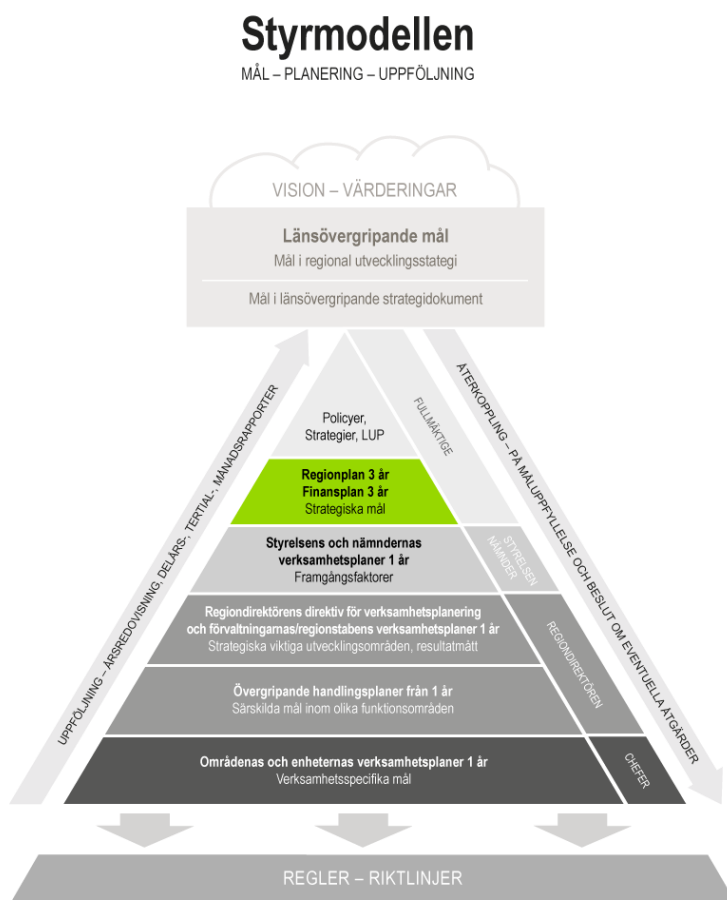 Styrmodellen
MÅL – PLANERING – UPPFÖLJNING
VISION – VÄRDERINGAR
Länsövergripande mål
Mål i regional utvecklingsstategi
Mål i länsövergripande strategidokument
UPPFÖLJNING – ÅRSREDOVISNING, DELÅRS-, TERTIAL-, MÅNADSRAPPORTER
ÅTERKOPPLING – PÅ MÅLUPPFYLLELSE OCH BESLUT OM EVENTUELLA ÅTGÄRDER
Policyer,
Strategier, LUP
FULLMÄKTIGE
Regionplan 3 år
Finansplan 3 år
Strategiska mål
Styrelsens och nämndernas
verksamhetsplaner 1 år
Framgångsfaktorer
STYRELSEN
NÄMNDER
Regiondirektörens direktiv för verksamhetsplanering
och förvaltningarnas/regionstabens verksamhetsplaner 1 år
Strategiska viktiga utvecklingsområden, resultatmått
REGIONDIREKTÖREN
Övergripande handlingsplaner från 1 år
Särskilda mål inom olika funktionsområden
Områdenas och enheternas verksamhetsplaner 1 år
Verksamhetsspecifika mål
CHEFER
REGLER – RIKTLINJER